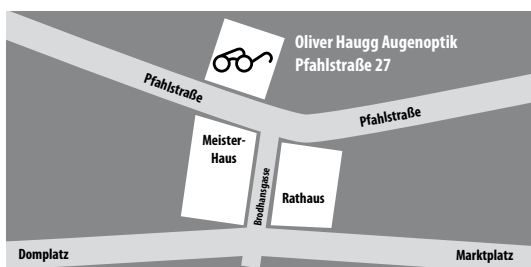 Oliver Haugg Augenoptik
Pfahlstraße 27
Pfahlstraße
Pfahlstraße
Meister-
Haus
Brodhansgasse
Rathaus
Domplatz
Marktplatz